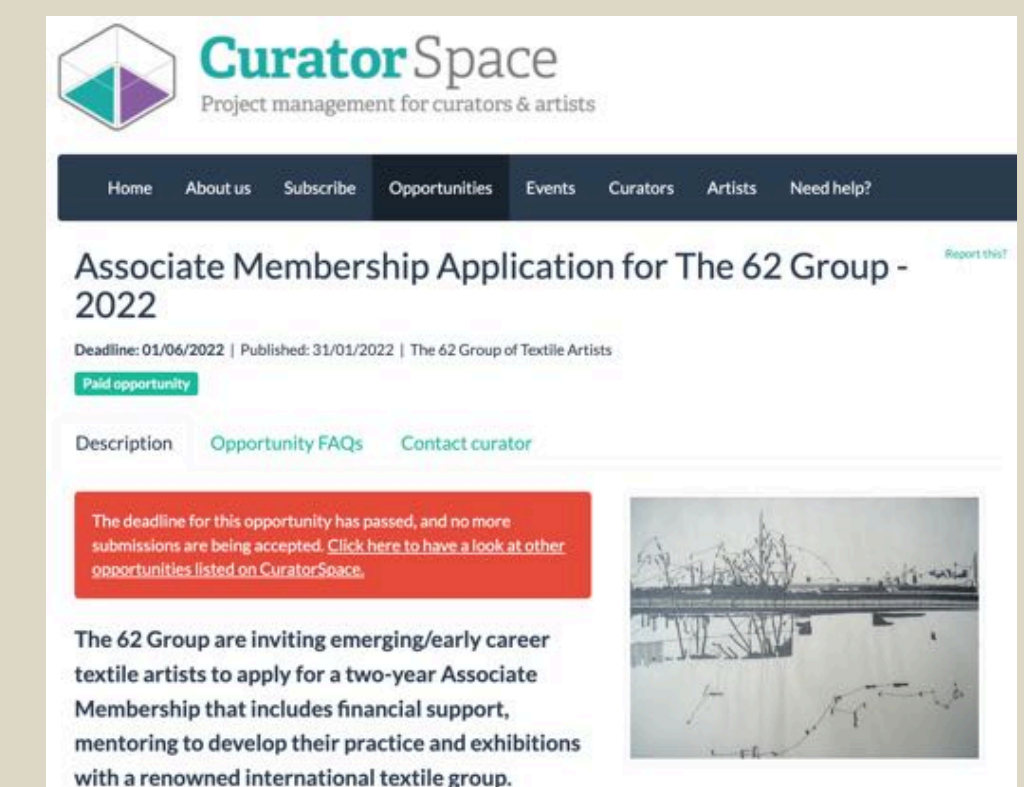 CuratorSpace
Project management for curators & artists
Home About us Subscribe Opportunities Events Curators Artists Need help?
Associate Membership Application for The 62 Group -
2022
Report this?
Deadline: 01/06/2022 | Published: 31/01/2022 | The 62 Group of Textile Artists
Paid opportunity
Description Opportunity FAQs Contact curator
The deadline for this opportunity has passed, and no more
submissions are being accepted. Click here to have a look at other
opportunities listed on CuratorSpace.
The 62 Group are inviting emerging/early career
textile artists to apply for a two-year Associate
Membership that includes financial support,
mentoring to develop their practice and exhibitions
with a renowned international textile group.